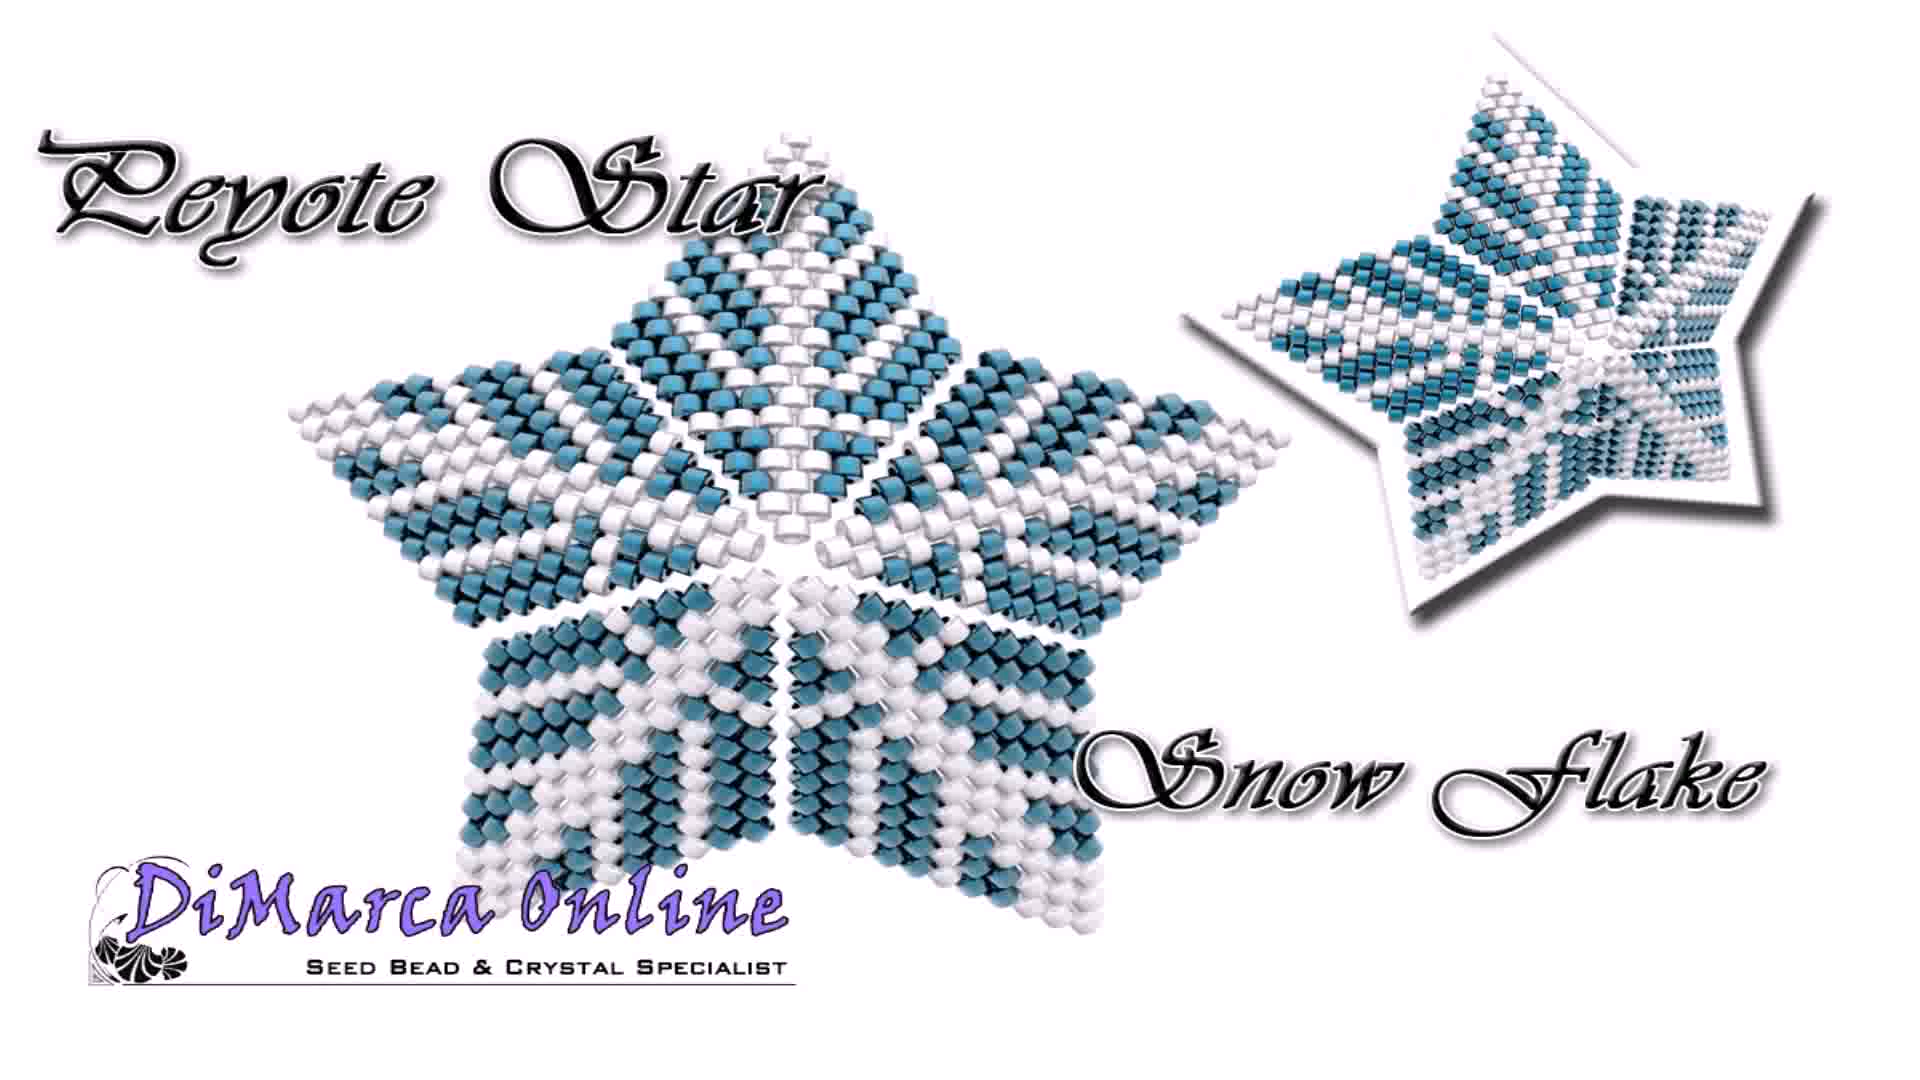 Peyote Star
Snow Flake
DiMarca Online
SEED BEAD & CRYSTAL SPECIALIST